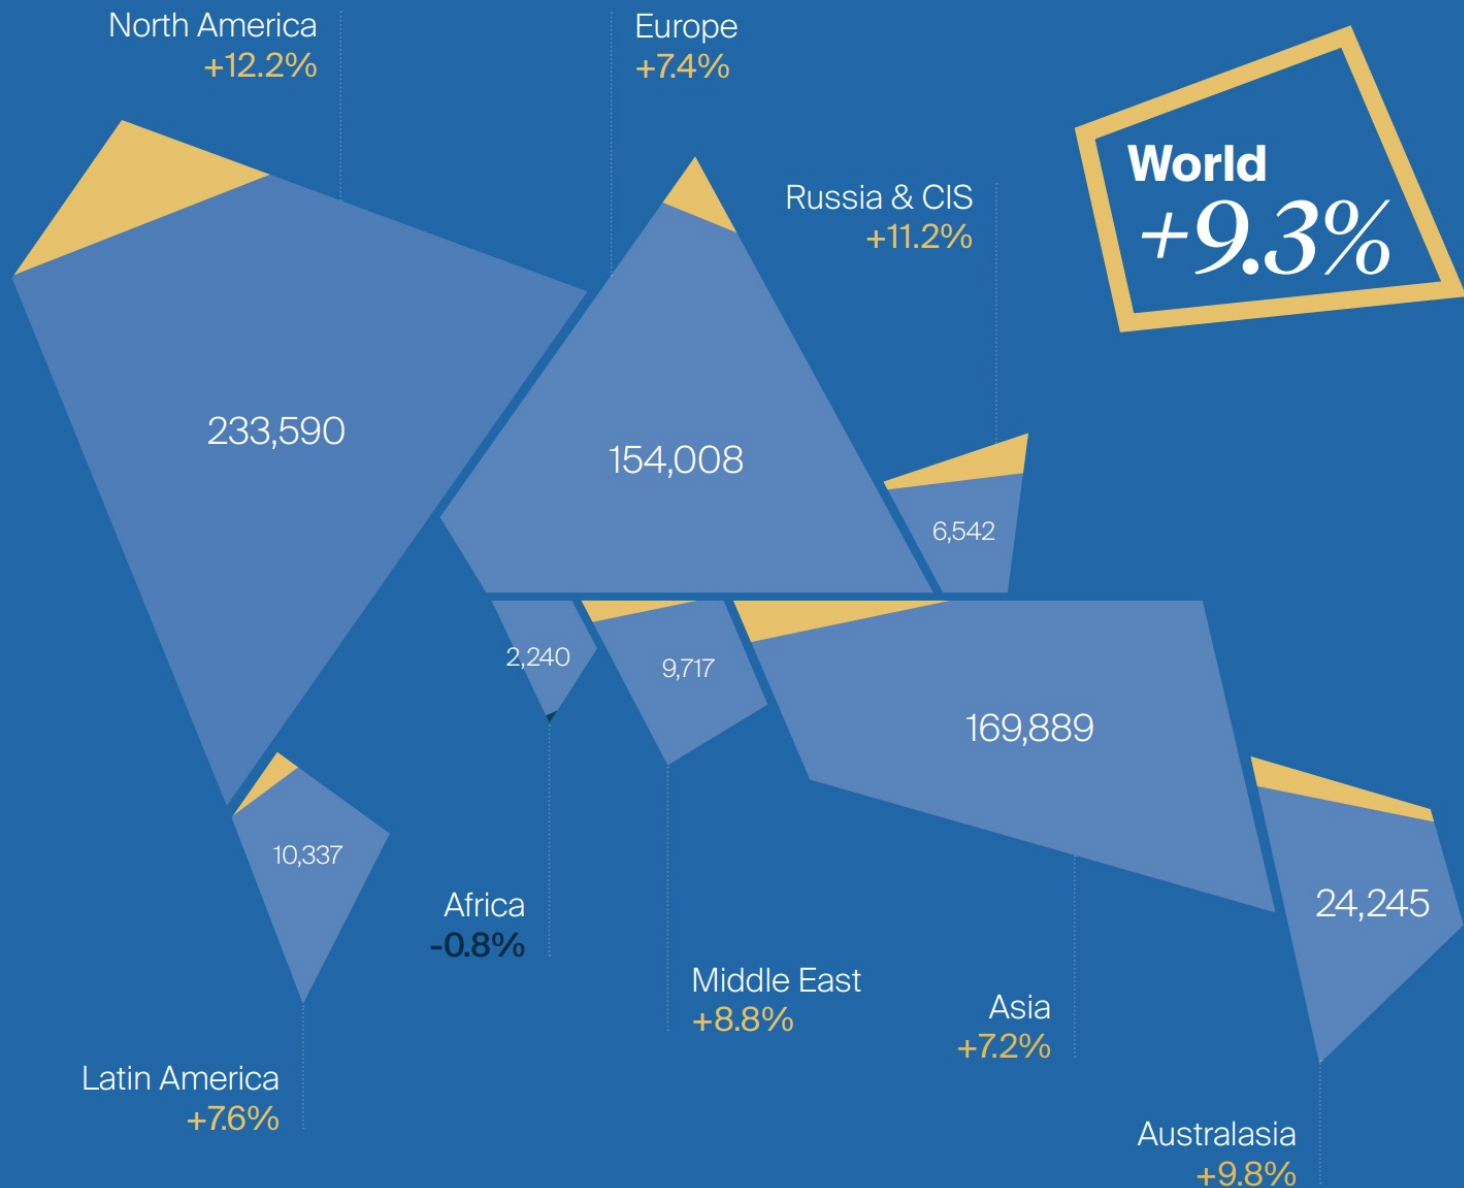 North America
+12.2%
Europe
+7.4%
World
+9.3%
Russia & CIS
+11.2%
233,590
154,008
6,542
2,240
9,717
169,889
10,337
24,245
Africa
-0.8%
Middle East
+8.8%
Asia
+7.2%
Latin America
+7.6%
Australasia
+9.8%